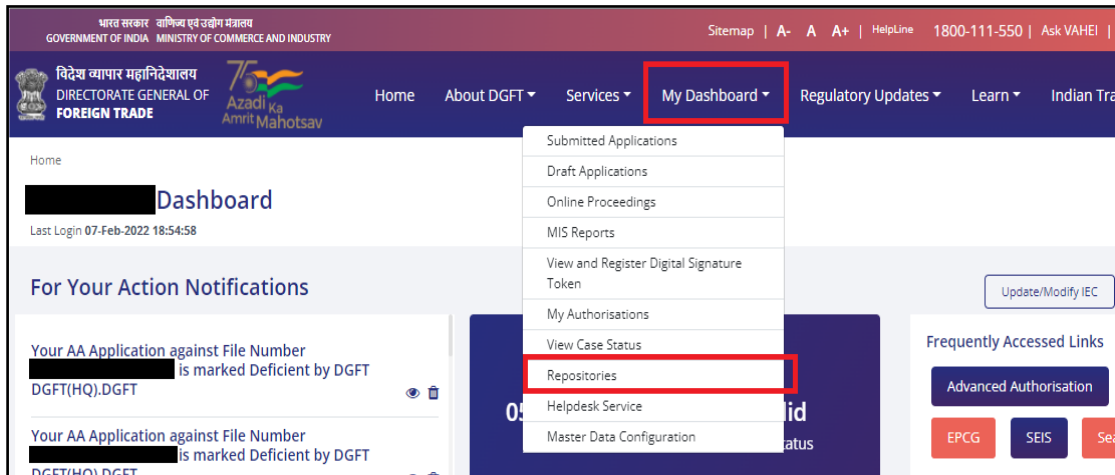 भारत सरकार वाणिज्य एवं उद्योग मंत्रालय
GOVERNMENT OF INDIA MINISTRY OF COMMERCE AND INDUSTRY
Sitemap | A- A A+ | HelpLine 1800-111-550 | Ask VAHEI |
विदेश व्यापार महानिदेशालय
DIRECTORATE GENERAL OF
FOREIGN TRADE
75
Azadi Ka
Amrit Mahotsav
Home About DGFT Services My Dashboard Regulatory Updates Learn Indian Tra
Submitted Applications
Draft Applications
Online Proceedings
MIS Reports
View and Register Digital Signature
Token
My Authorisations
View Case Status
Repositories
Helpdesk Service
Master Data Configuration
Home
Dashboard
Last Login 07-Feb-2022 18:54:58
For Your Action Notifications
Update/Modify IEC
Your AA Application against File Number
is marked Deficient by DGFT
DGFT(HQ).DGFT
Your AA Application against File Number
is marked Deficient by DGFT
DGFT(HQ).DGFT
lid
tatus
Frequently Accessed Links
Advanced Authorisation
EPCG SEIS Sea